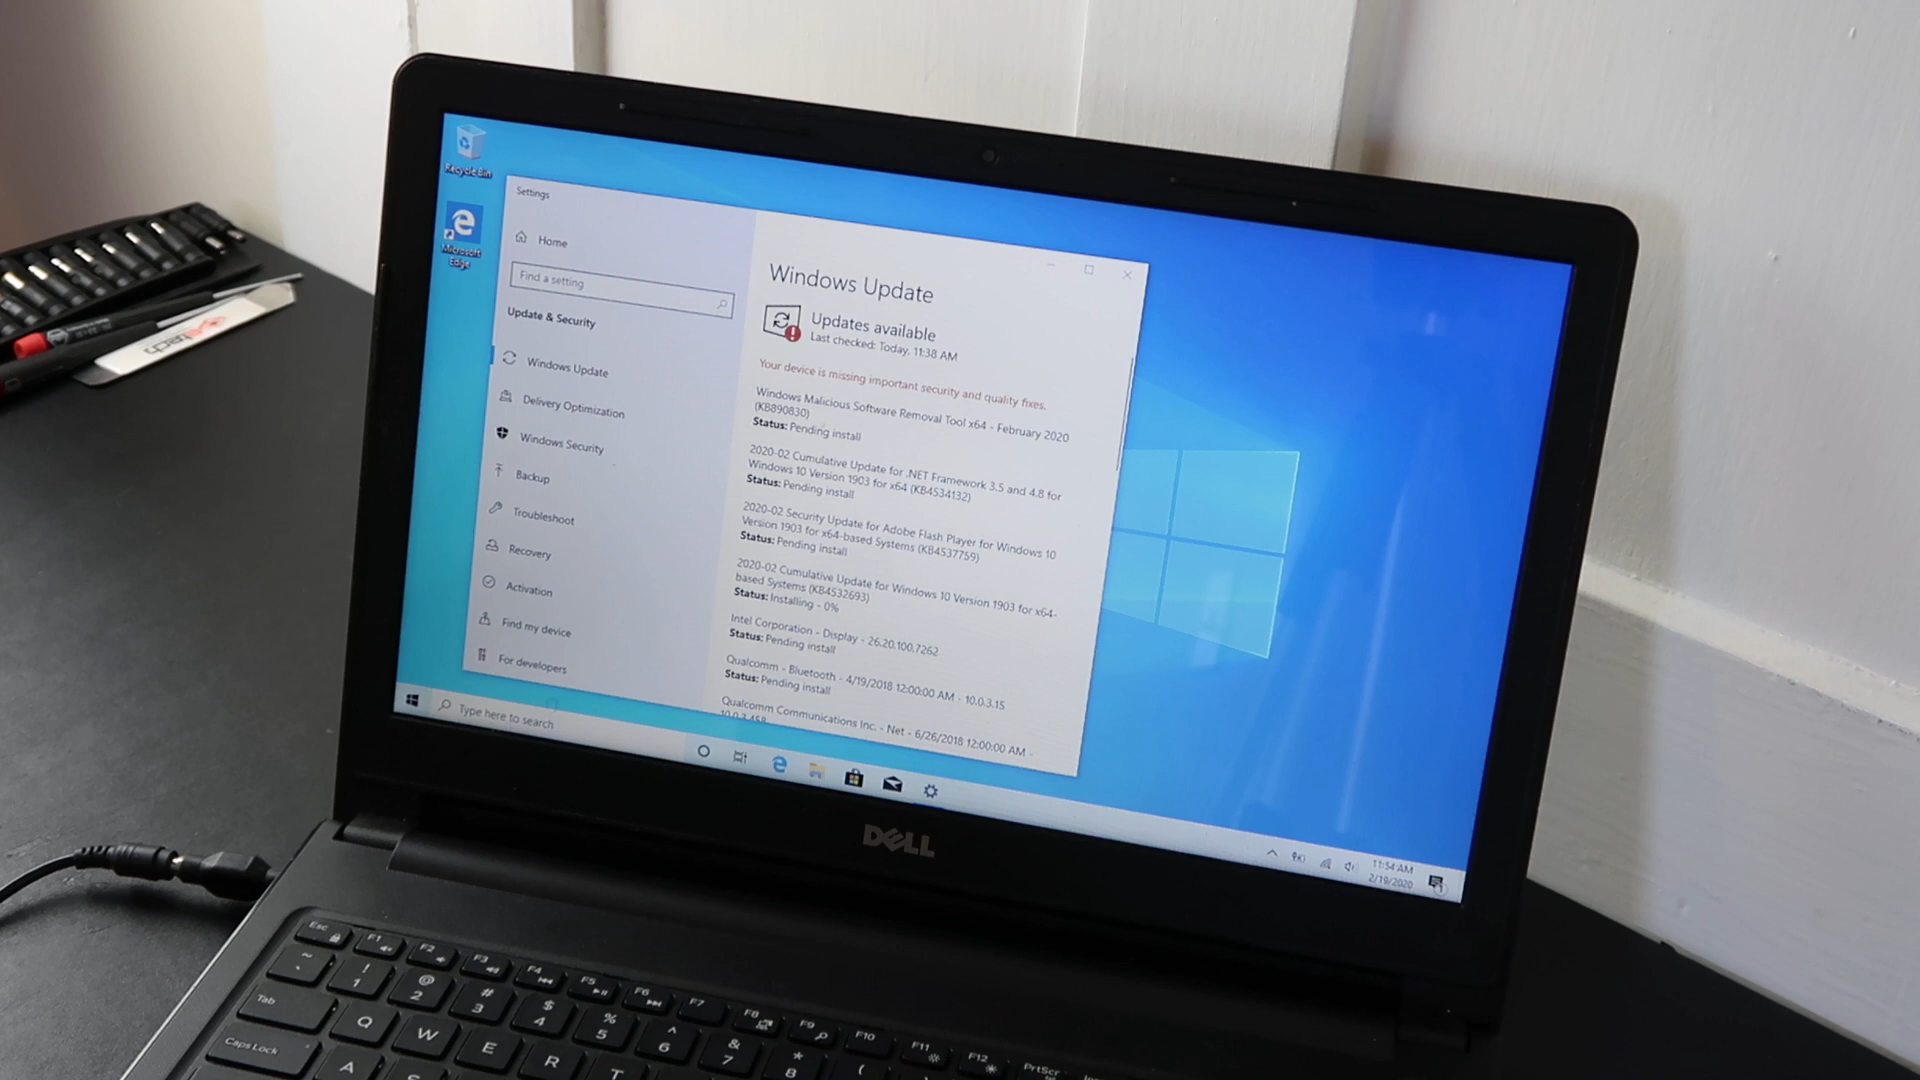 Recycle Bin
Microsoft
Edge
Settings
Home
Find a setting
Update & Security
Windows Update
Delivery Optimization
Windows Security
Backup
Troubleshoot
Recovery
Activation
Find my device
For developers
Windows Update
Updates available
Last checked: Today, 11:38 AM
Your device is missing important security and quality fixes.
Windows Malicious Software Removal Tool x64 - February 2020
(KB890830)
Status: Pending install
2020-02 Cumulative Update for .NET Framework 3.5 and 4.8 for
Windows 10 Version 1903 for x64 (KB4534132)
Status: Pending install
2020-02 Security Update for Adobe Flash Player for Windows 10
Version 1903 for x64-based Systems (KB4537759)
Status: Pending install
2020-02 Cumulative Update for Windows 10 Version 1903 for x64-
based Systems (KB4532693)
Status: Installing - 0%
Intel Corporation - Display - 26.20.100.7262
Status: Pending install
Qualcomm - Bluetooth - 4/19/2018 12:00:00 AM - 10.0.3.15
Status: Pending install
Qualcomm Communications Inc. - Net - 6/26/2018 12:00:00 AM -
Type here to search
11:54 AM
2/19/2020
DELL
Esc F1 F2 F3 F4 F5 F6 F7 F8 F9 F10 F11 F12 PrtScr
~ ! @ # $ % ^ & * (
` 1 2 3 4 5 6 7 8
Tab Q W E R T
Caps Lock A